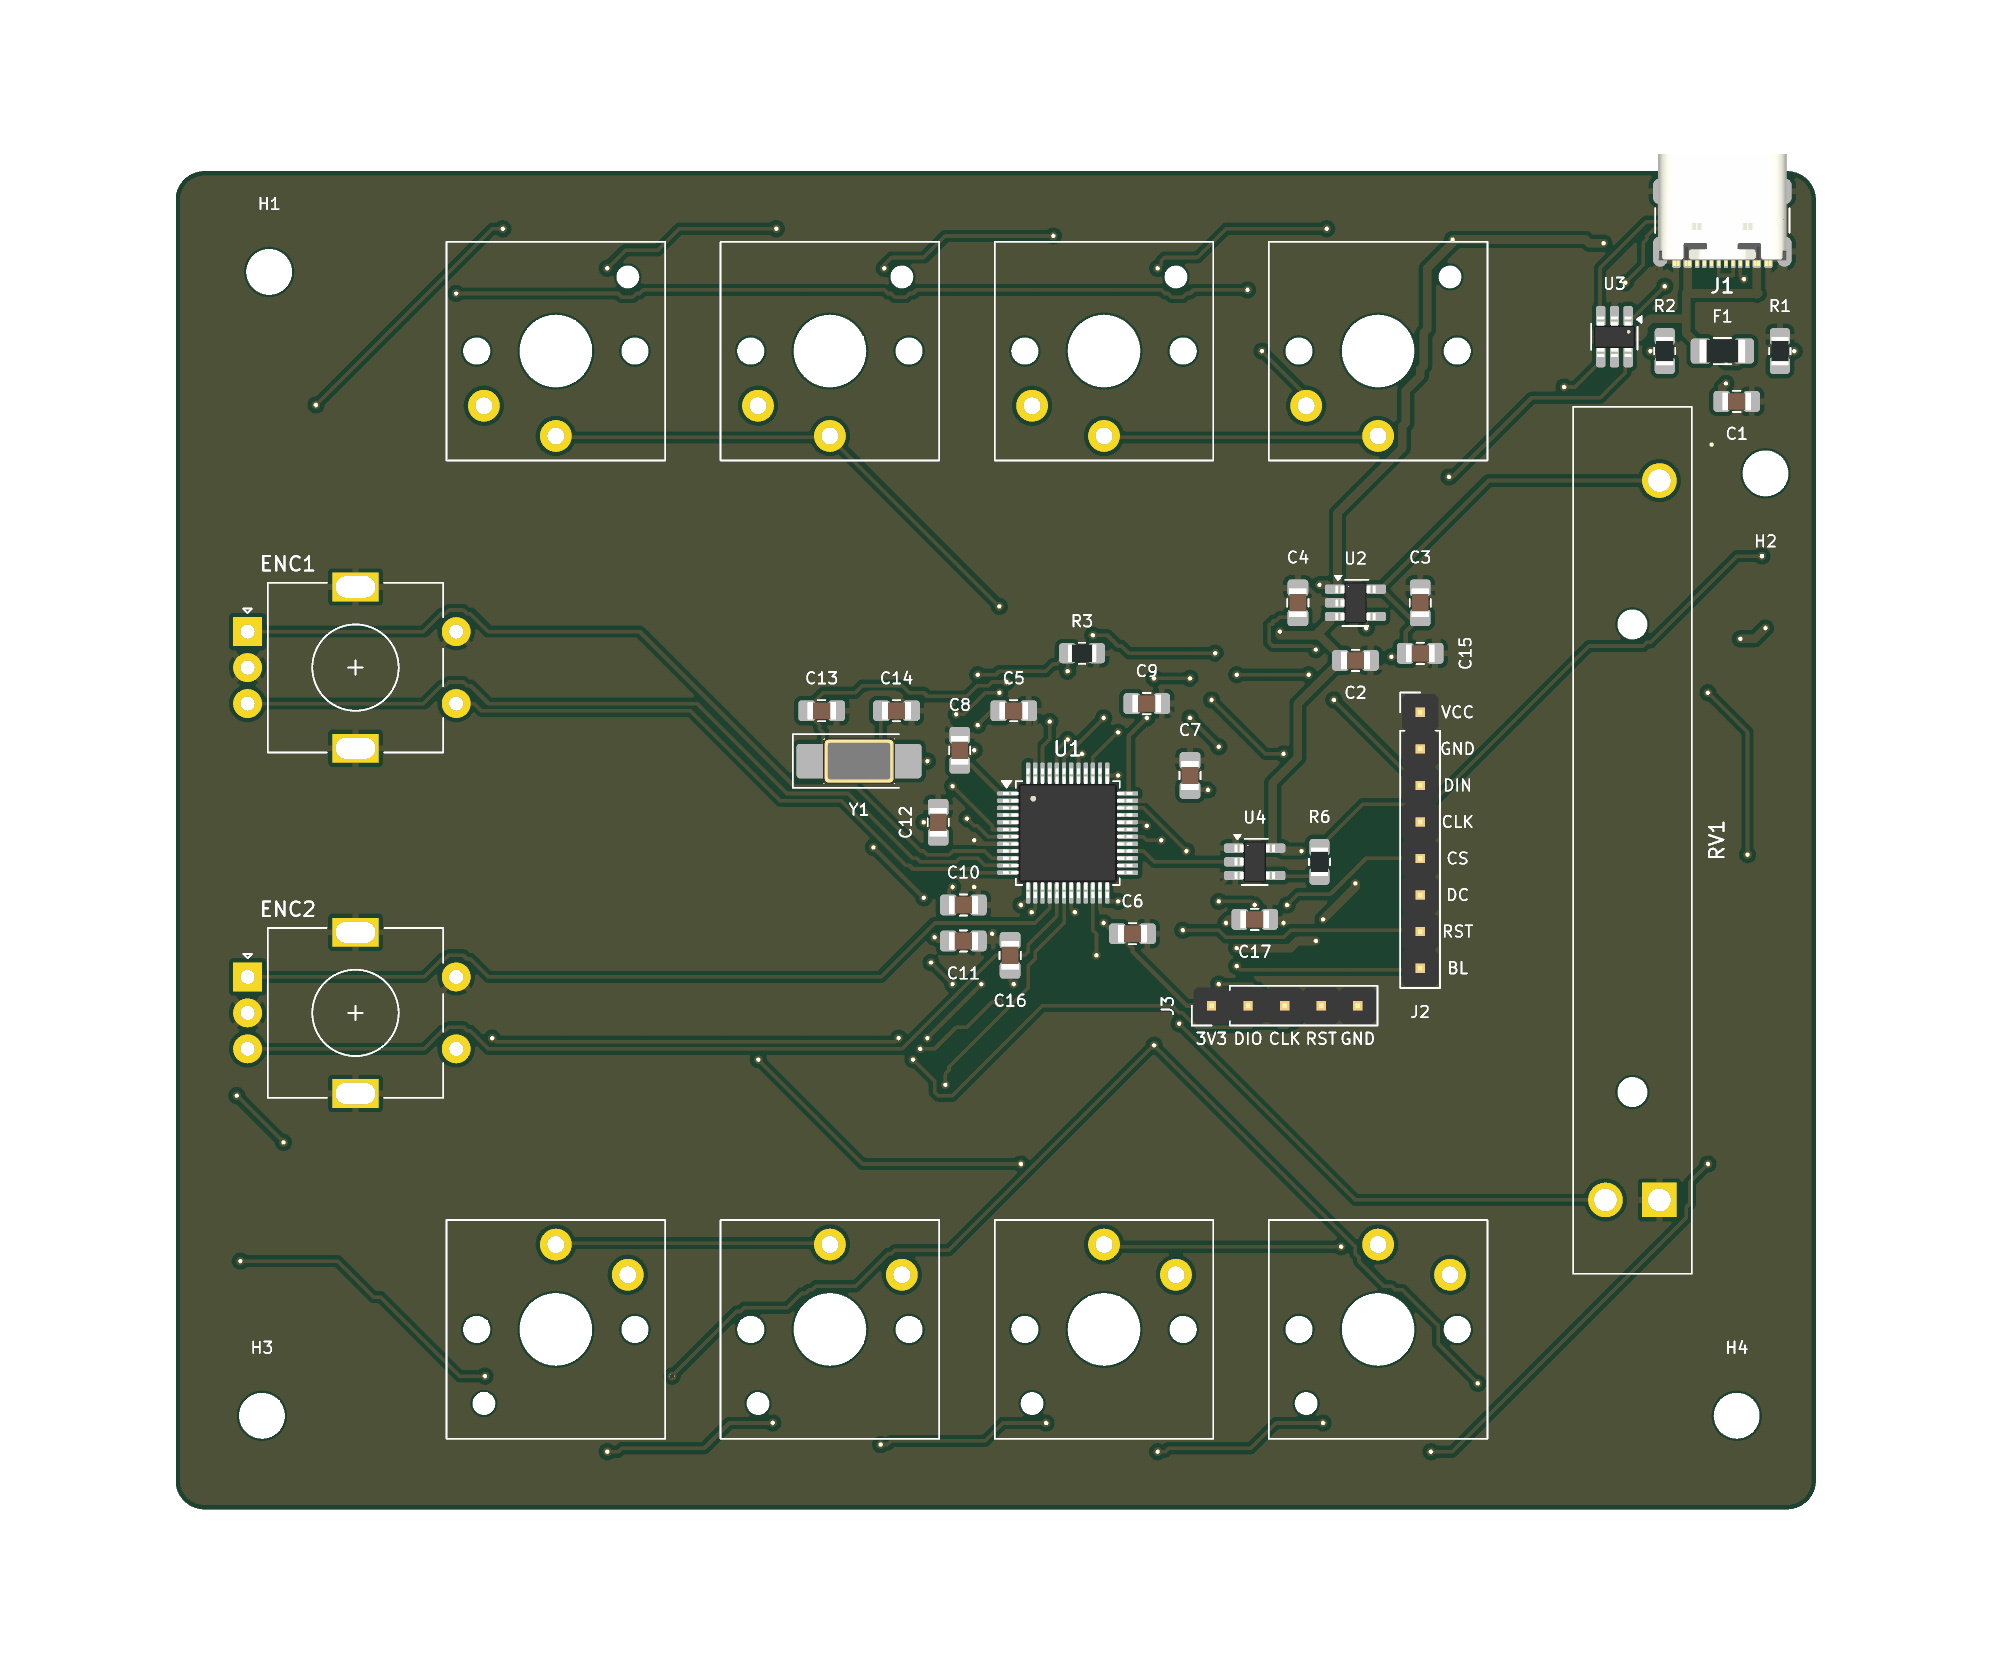 H1
U3
J1
R2
F1
R1
C1
H2
ENC1
C4
U2
C3
R3
C15
C13
C14
C5
C9
C2
C8
C7
VCC
U1
GND
DIN
Y1
C12
U4
R6
CLK
RV1
CS
C10
DC
ENC2
C6
RST
C17
C11
BL
C16
J3
J2
3V3 DIO CLK RST GND
H3
H4